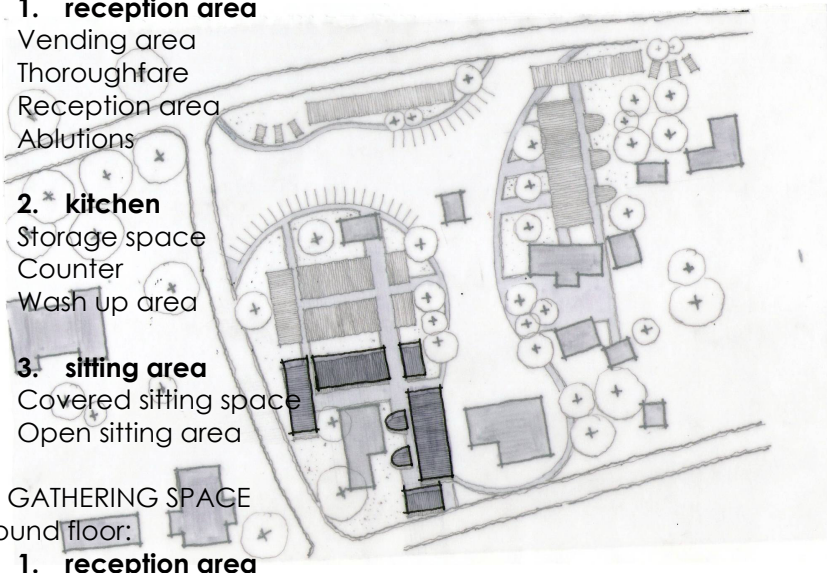 1. reception area
Vending area
Thoroughfare
Reception area
Ablutions
2. kitchen
Storage space
Counter
Wash up area
3. sitting area
Covered sitting space
Open sitting area
GATHERING SPACE
floor:
1. reception area